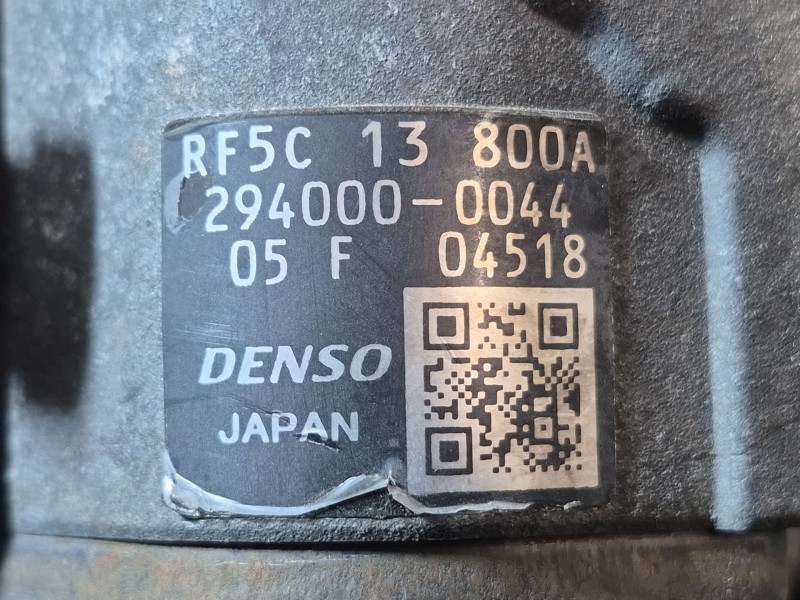 RF5C 13 800A
294000-0044
05 F 04518
DENSO
JAPAN